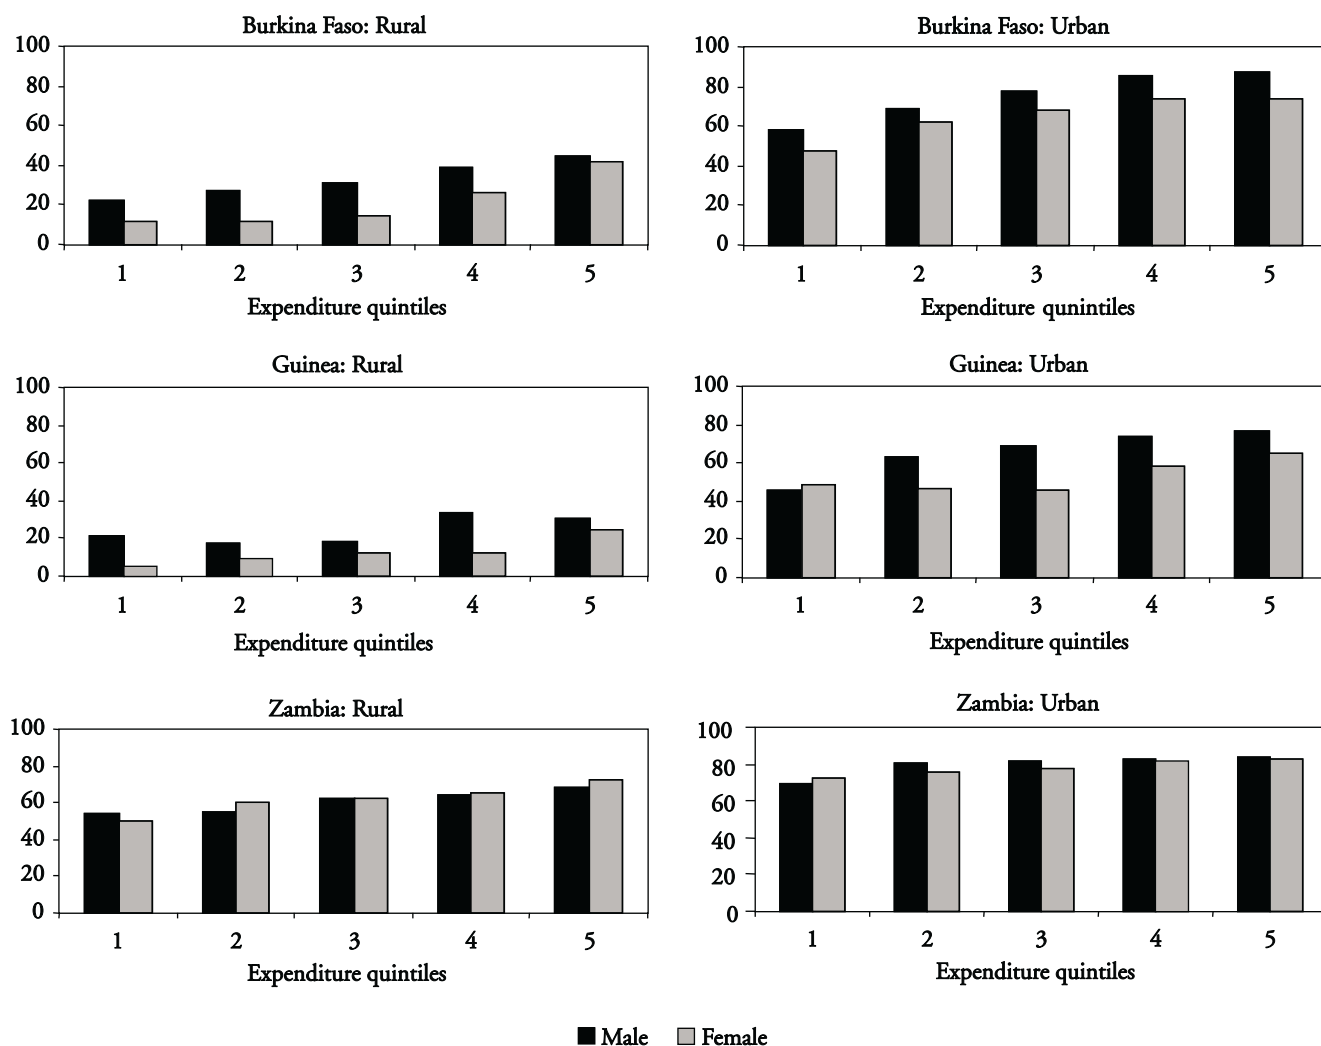 Burkina Faso: Rural
100
80
60
40
20
0
1 2 3 4 5
Expenditure quintiles
Burkina Faso: Urban
100
80
60
40
20
0
1 2 3 4 5
Expenditure qunintiles
Guinea: Rural
100
80
60
40
20
0
1 2 3 4 5
Expenditure quintiles
Guinea: Urban
100
80
60
40
20
0
1 2 3 4 5
Expenditure quintiles
Zambia: Rural
100
80
60
40
20
0
1 2 3 4 5
Expenditure quintiles
Zambia: Urban
100
80
60
40
20
0
1 2 3 4 5
Expenditure quintiles
Male Female